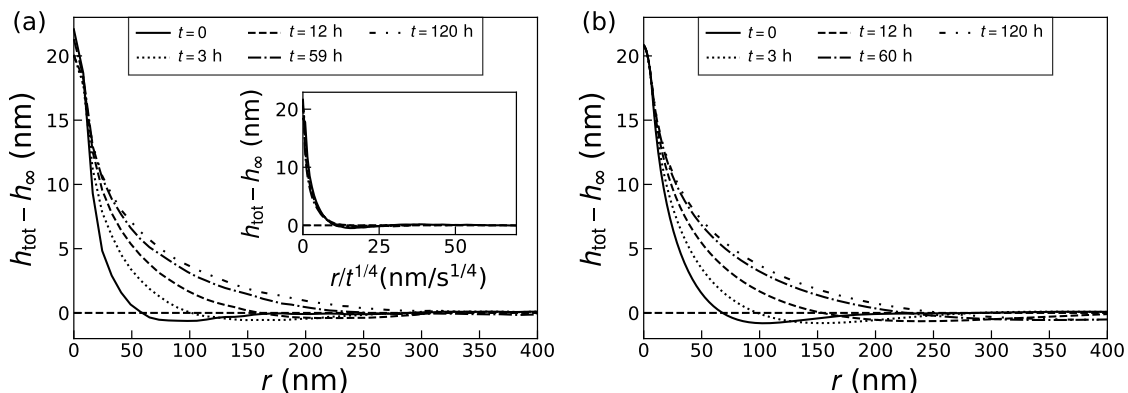 (a)
t = 0
t = 12 h
t = 120 h
t = 3 h
t = 59 h
20
15
10
5
0
h_tot − h_∞ (nm)
0 50 100 150 200 250 300 350 400
r (nm)
20
10
0
h_tot − h_∞ (nm)
0 25 50
r/t^1/4 (nm/s^1/4)
(b)
t = 0
t = 12 h
t = 120 h
t = 3 h
t = 60 h
20
15
10
5
0
h_tot − h_∞ (nm)
0 50 100 150 200 250 300 350 400
r (nm)